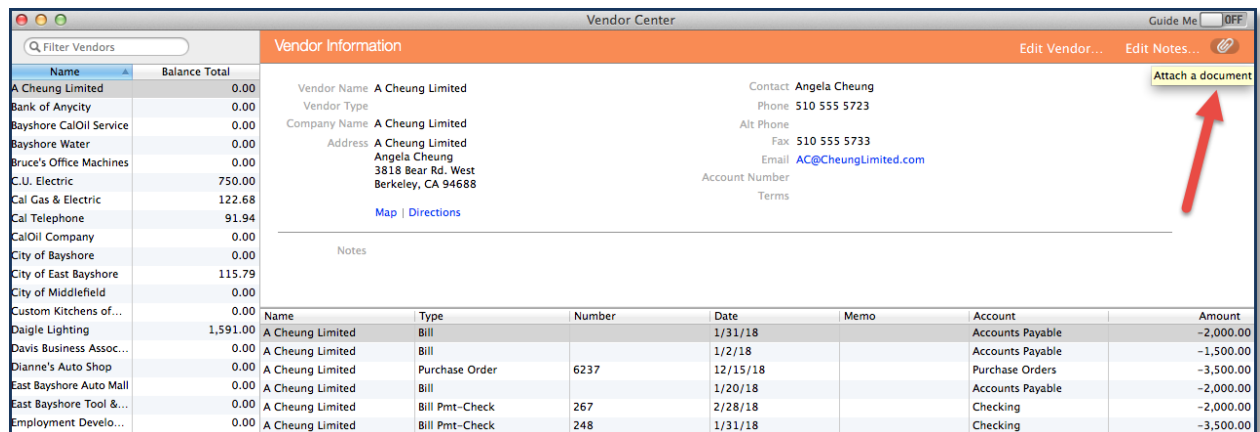 Vendor Center
Guide Me OFF
Filter Vendors
Name Balance Total
A Cheung Limited 0.00
Bank of Anycity 0.00
Bayshore CalOil Service 0.00
Bayshore Water 0.00
Bruce's Office Machines 0.00
C.U. Electric 750.00
Cal Gas & Electric 122.68
Cal Telephone 91.94
CalOil Company 0.00
City of Bayshore 0.00
City of East Bayshore 115.79
City of Middlefield 0.00
Custom Kitchens of... 0.00
Daigle Lighting 1,591.00
Davis Business Assoc... 0.00
Dianne's Auto Shop 0.00
East Bayshore Auto Mall 0.00
East Bayshore Tool &... 0.00
Employment Develo... 0.00
Vendor Information
Edit Vendor... Edit Notes...
Attach a document
Vendor Name A Cheung Limited
Vendor Type
Company Name A Cheung Limited
Address A Cheung Limited
Angela Cheung
3818 Bear Rd. West
Berkeley, CA 94688
Map | Directions
Contact Angela Cheung
Phone 510 555 5723
Alt Phone
Fax 510 555 5733
Email AC@CheungLimited.com
Account Number
Terms
Notes
Name Type Number Date Memo Account Amount
A Cheung Limited Bill 1/31/18 Accounts Payable -2,000.00
A Cheung Limited Bill 1/2/18 Accounts Payable -1,500.00
A Cheung Limited Purchase Order 6237 12/15/18 Purchase Orders -3,500.00
A Cheung Limited Bill 1/20/18 Accounts Payable -2,000.00
A Cheung Limited Bill Pmt-Check 267 2/28/18 Checking -2,000.00
A Cheung Limited Bill Pmt-Check 248 1/31/18 Checking -3,500.00